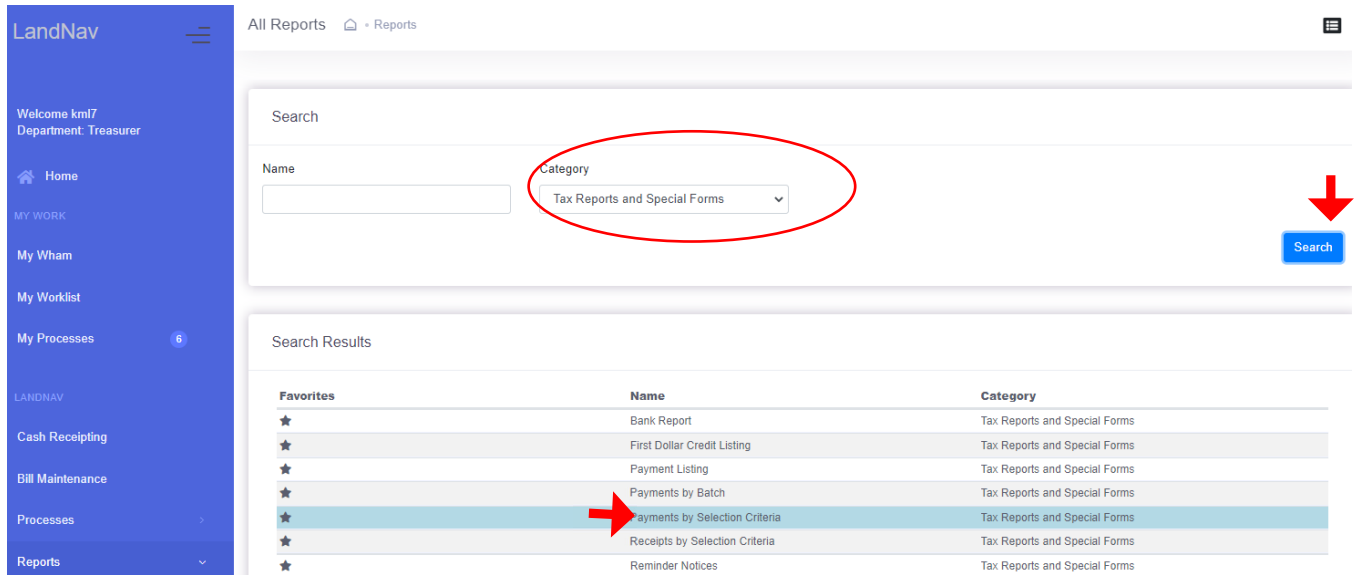 LandNav
All Reports • Reports
Welcome kml7
Department: Treasurer
Home
MY WORK
My Wham
My Worklist
My Processes 6
LANDNAV
Cash Receipting
Bill Maintenance
Processes
Reports
Search
Name Category
Tax Reports and Special Forms
Search
Search Results
Favorites Name Category
Bank Report Tax Reports and Special Forms
First Dollar Credit Listing Tax Reports and Special Forms
Payment Listing Tax Reports and Special Forms
Payments by Batch Tax Reports and Special Forms
Payments by Selection Criteria Tax Reports and Special Forms
Receipts by Selection Criteria Tax Reports and Special Forms
Reminder Notices Tax Reports and Special Forms